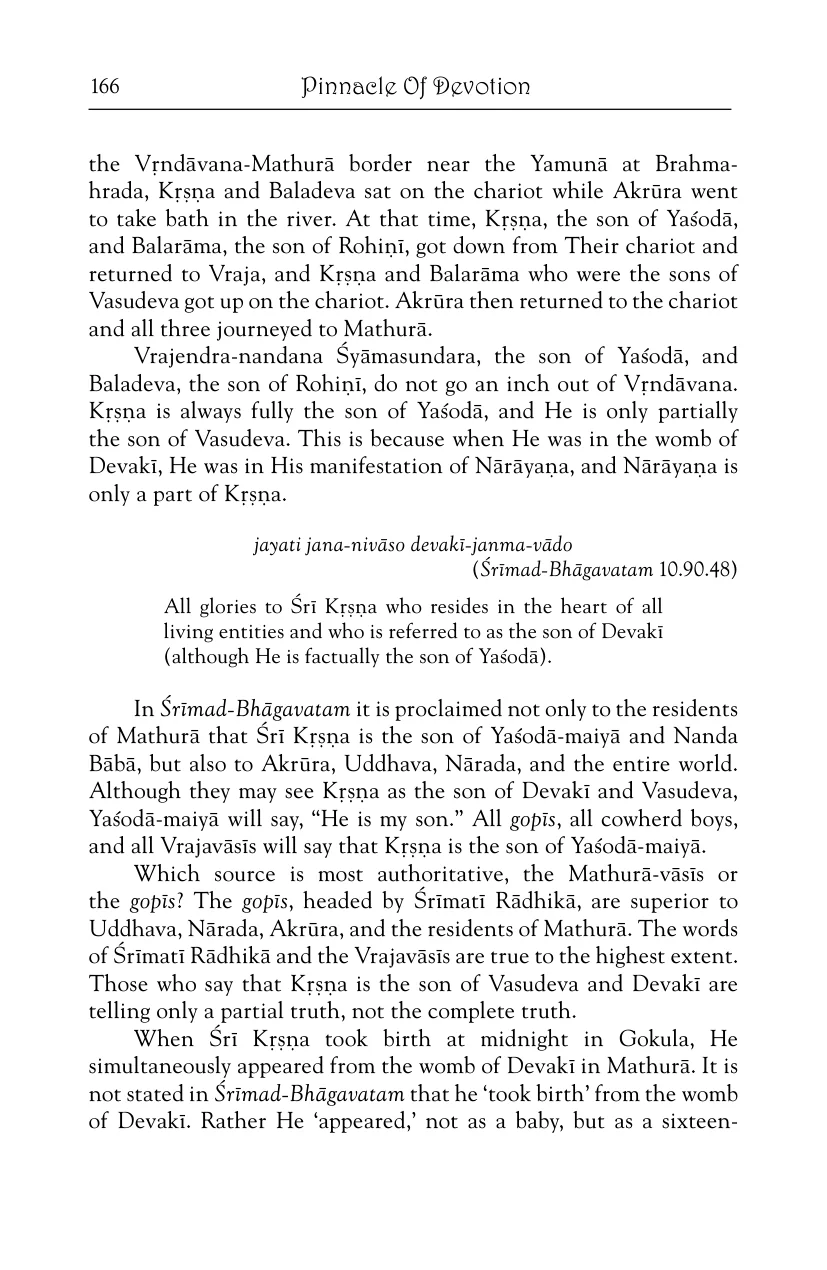 166
Pinnacle Of Devotion
the Vṛndāvana-Mathurā border near the Yamunā at Brahma-
hrada, Kṛṣṇa and Baladeva sat on the chariot while Akrūra went
to take bath in the river. At that time, Kṛṣṇa, the son of Yaśodā,
and Balarāma, the son of Rohiṇī, got down from Their chariot and
returned to Vraja, and Kṛṣṇa and Balarāma who were the sons of
Vasudeva got up on the chariot. Akrūra then returned to the chariot
and all three journeyed to Mathurā.
Vrajendra-nandana Śyāmasundara, the son of Yaśodā, and
Baladeva, the son of Rohiṇī, do not go an inch out of Vṛndāvana.
Kṛṣṇa is always fully the son of Yaśodā, and He is only partially
the son of Vasudeva. This is because when He was in the womb of
Devakī, He was in His manifestation of Nārāyaṇa, and Nārāyaṇa is
only a part of Kṛṣṇa.
jayati jana-nivāso devakī-janma-vādo
(Śrīmad-Bhāgavatam 10.90.48)
All glories to Śrī Kṛṣṇa who resides in the heart of all
living entities and who is referred to as the son of Devakī
(although He is factually the son of Yaśodā).
In Śrīmad-Bhāgavatam it is proclaimed not only to the residents
of Mathurā that Śrī Kṛṣṇa is the son of Yaśodā-maiyā and Nanda
Bābā, but also to Akrūra, Uddhava, Nārada, and the entire world.
Although they may see Kṛṣṇa as the son of Devakī and Vasudeva,
Yaśodā-maiyā will say, “He is my son.” All gopīs, all cowherd boys,
and all Vrajavāsīs will say that Kṛṣṇa is the son of Yaśodā-maiyā.
Which source is most authoritative, the Mathurā-vāsīs or
the gopīs? The gopīs, headed by Śrīmatī Rādhikā, are superior to
Uddhava, Nārada, Akrūra, and the residents of Mathurā. The words
of Śrīmatī Rādhikā and the Vrajavāsīs are true to the highest extent.
Those who say that Kṛṣṇa is the son of Vasudeva and Devakī are
telling only a partial truth, not the complete truth.
When Śrī Kṛṣṇa took birth at midnight in Gokula, He
simultaneously appeared from the womb of Devakī in Mathurā. It is
not stated in Śrīmad-Bhāgavatam that he ‘took birth’ from the womb
of Devakī. Rather He ‘appeared,’ not as a baby, but as a sixteen-